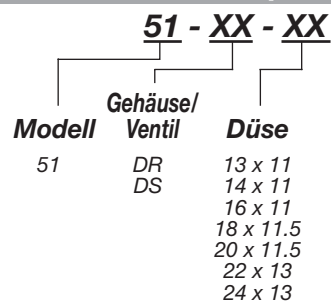 51 - XX - XX
Gehäuse/
Modell Ventil Düse
51 DR 13 x 11
DS 14 x 11
16 x 11
18 x 11.5
20 x 11.5
22 x 13
24 x 13